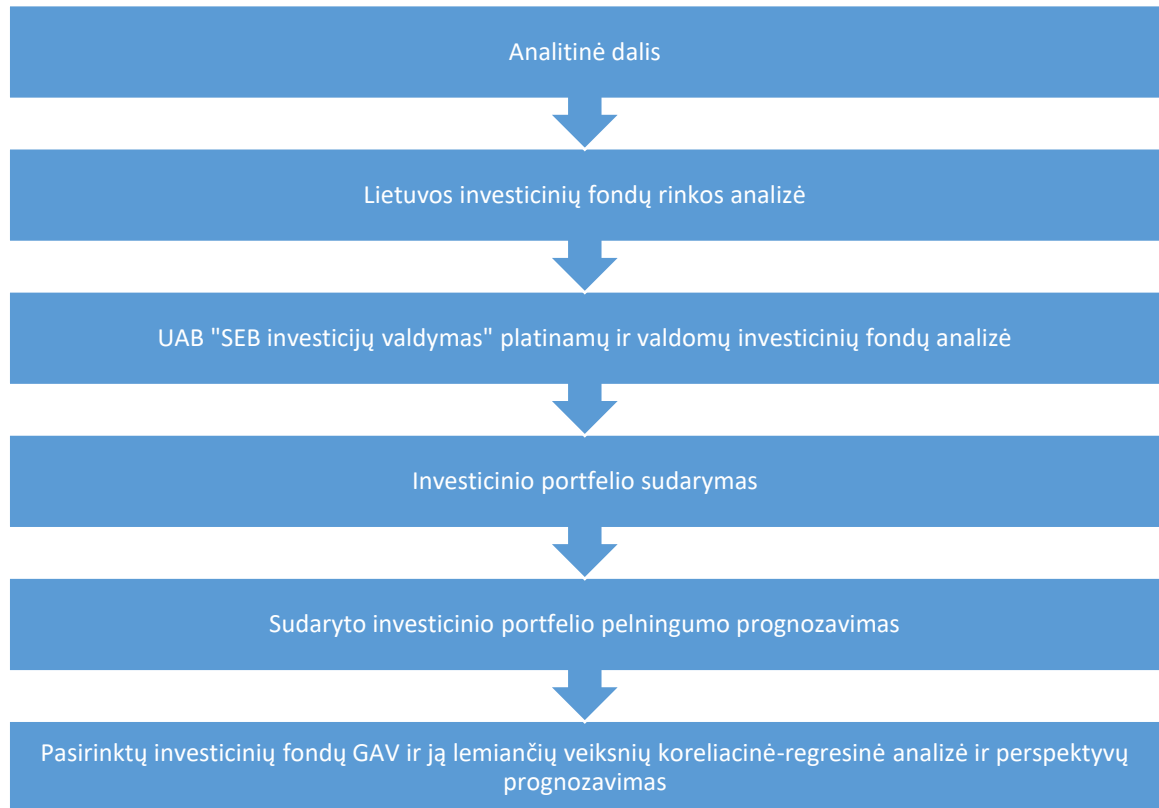 Analitinė dalis
Lietuvos investicinių fondų rinkos analizė
UAB "SEB investicijų valdymas" platinamų ir valdomų investicinių fondų analizė
Investicinio portfelio sudarymas
Sudaryto investicinio portfelio pelningumo prognozavimas
Pasirinktų investicinių fondų GAV ir ją lemiančių veiksnių koreliacinė-regresinė analizė ir perspektyvų
prognozavimas